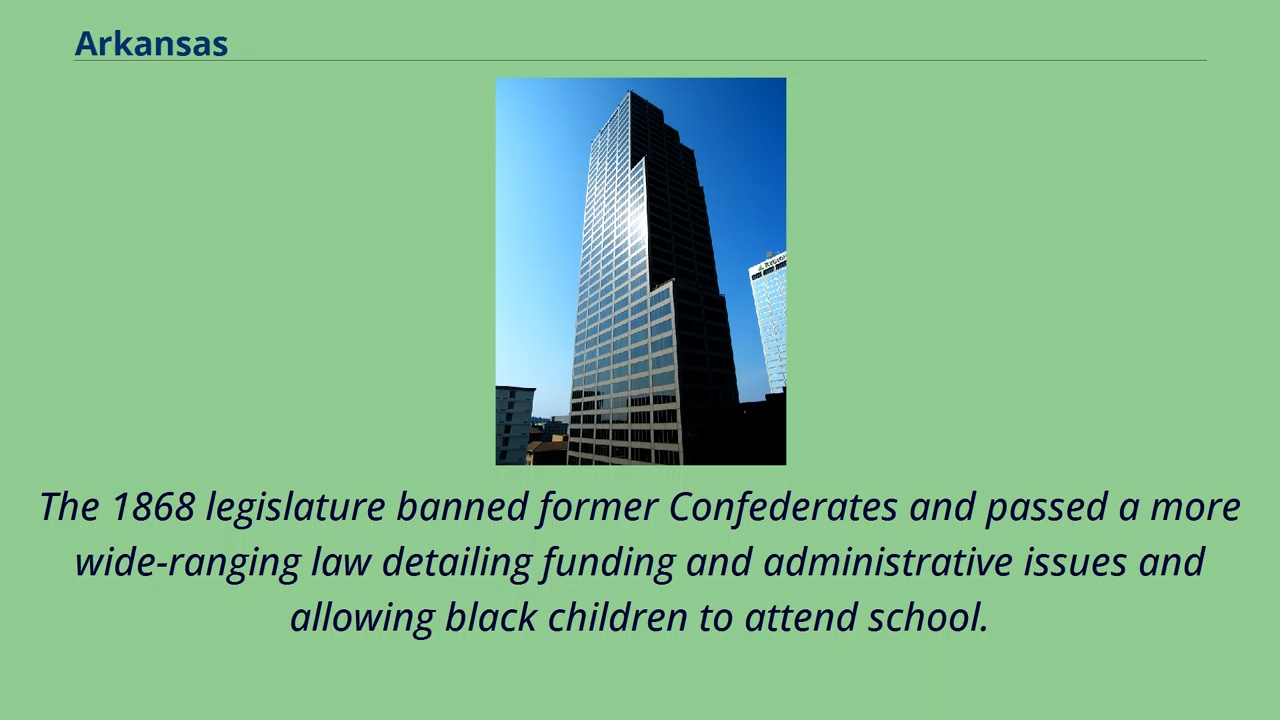 Arkansas
The 1868 legislature banned former Confederates and passed a more
wide-ranging law detailing funding and administrative issues and
allowing black children to attend school.